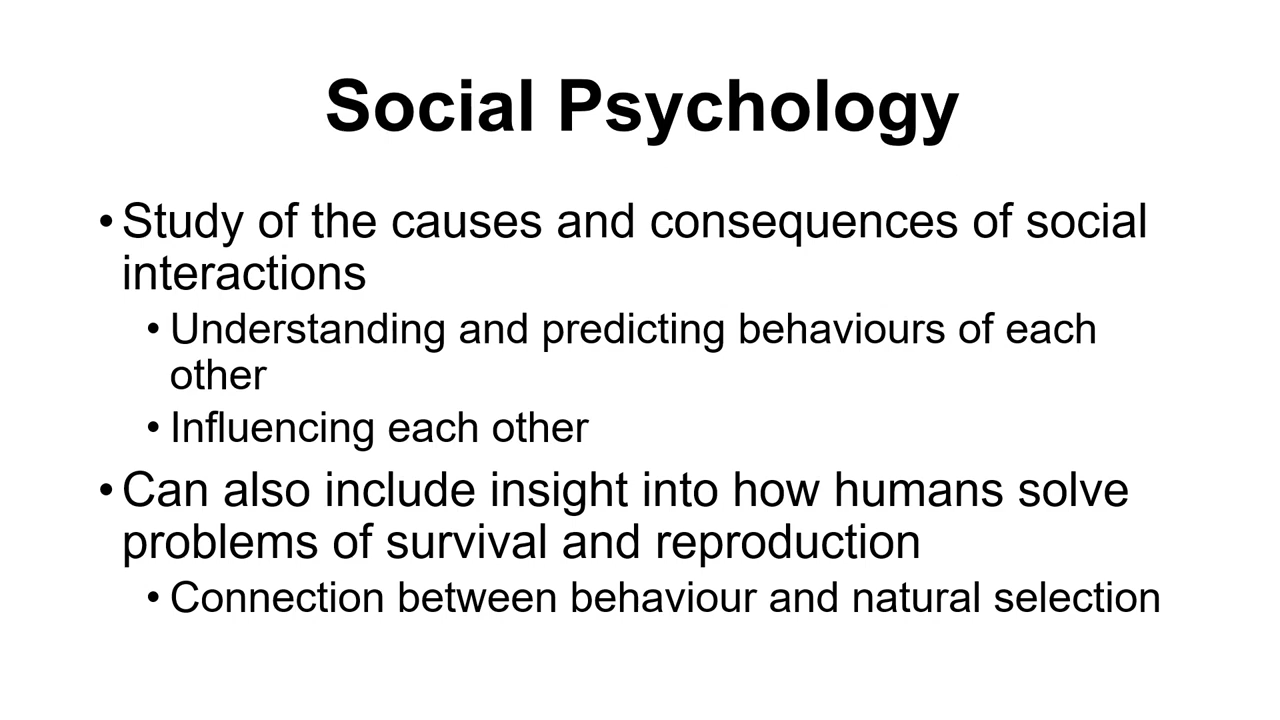 Social Psychology
• Study of the causes and consequences of social
interactions
• Understanding and predicting behaviours of each
other
• Influencing each other
• Can also include insight into how humans solve
problems of survival and reproduction
• Connection between behaviour and natural selection